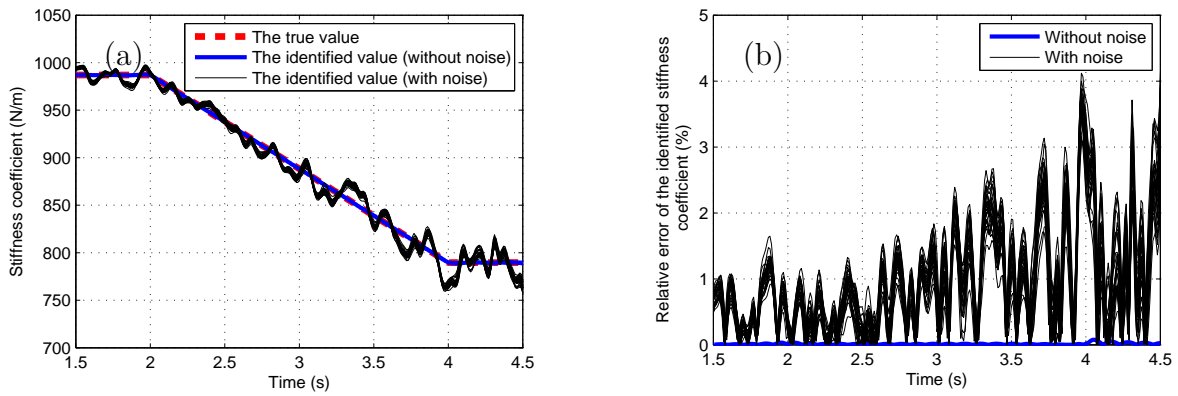 1050
1000
950
900
850
800
750
700
1.5
2
2.5
3
3.5
4
4.5
Time (s)
Stiffness coefficient (N/m)
(a)
The true value
The identified value (without noise)
The identified value (with noise)
5
4
3
2
1
0
1.5
2
2.5
3
3.5
4
4.5
Time (s)
Relative error of the identified stiffness
coefficient (%)
(b)
Without noise
With noise